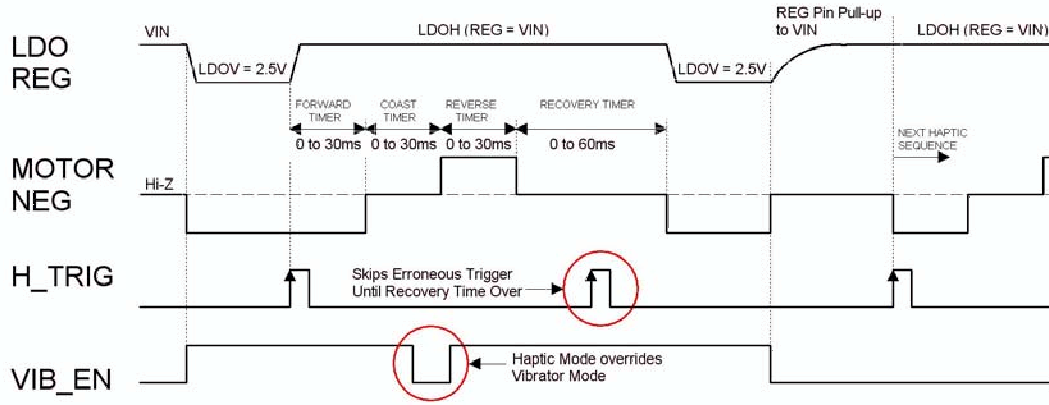 REG Pin Pull-up
to VIN
VIN
LDOH (REG = VIN)
LDOH (REG = VIN)
LDO
REG
LDOV = 2.5V
LDOV = 2.5V
FORWARD
TIMER
COAST
TIMER
REVERSE
TIMER
RECOVERY TIMER
0 to 30ms
0 to 30ms
0 to 30ms
0 to 60ms
NEXT HAPTIC
SEQUENCE
MOTOR
NEG
Hi-Z
H_TRIG
Skips Erroneous Trigger
Until Recovery Time Over
VIB_EN
Haptic Mode overrides
Vibrator Mode